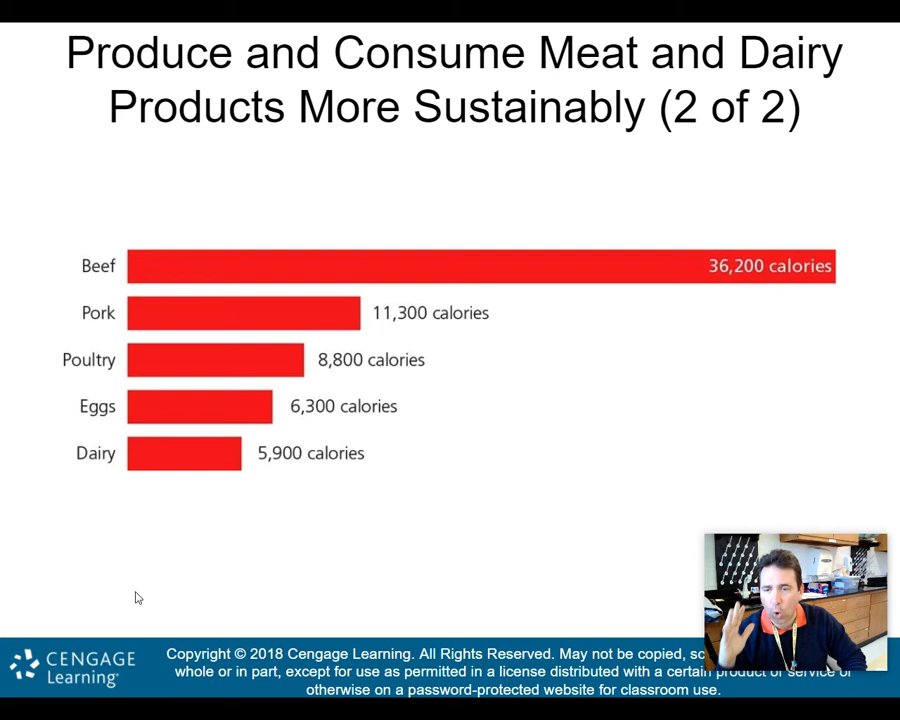 Produce and Consume Meat and Dairy
Products More Sustainably (2 of 2)
Beef 36,200 calories
Pork 11,300 calories
Poultry 8,800 calories
Eggs 6,300 calories
Dairy 5,900 calories
CENGAGE
Learning™
Copyright © 2018 Cengage Learning. All Rights Reserved. May not be copied,
whole or in part, except for use as permitted in a license distributed with a certain product or service or
otherwise on a password-protected website for classroom use.